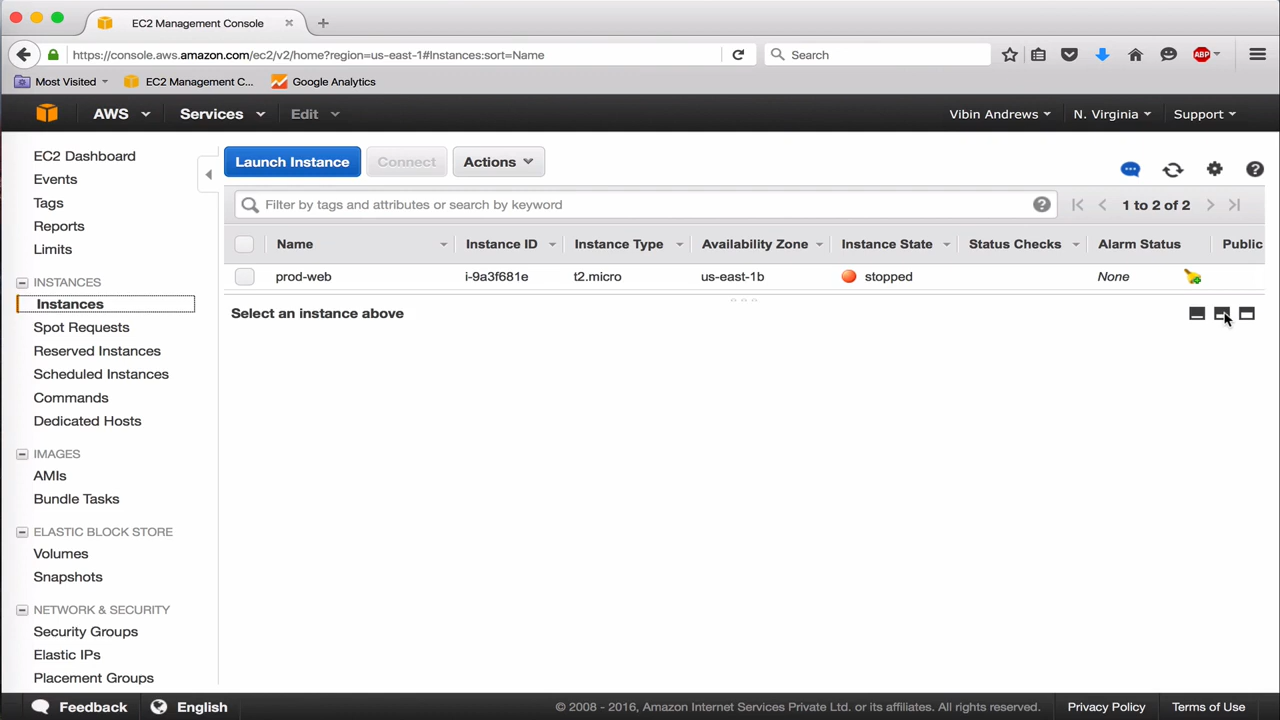 EC2 Management Console
https://console.aws.amazon.com/ec2/v2/home?region=us-east-1#Instances:sort=Name
Search
ABP
Most Visited
EC2 Management C...
Google Analytics
AWS
Services
Edit
Vibin Andrews
N. Virginia
Support
EC2 Dashboard
Events
Tags
Reports
Limits
INSTANCES
Instances
Spot Requests
Reserved Instances
Scheduled Instances
Commands
Dedicated Hosts
IMAGES
AMIs
Bundle Tasks
ELASTIC BLOCK STORE
Volumes
Snapshots
NETWORK & SECURITY
Security Groups
Elastic IPs
Placement Groups
Launch Instance
Connect
Actions
Filter by tags and attributes or search by keyword
1 to 2 of 2
Name Instance ID Instance Type Availability Zone Instance State Status Checks Alarm Status Public
prod-web i-9a3f681e t2.micro us-east-1b stopped None
Select an instance above
Feedback
English
© 2008 - 2016, Amazon Internet Services Private Ltd. or its affiliates. All rights reserved.
Privacy Policy
Terms of Use